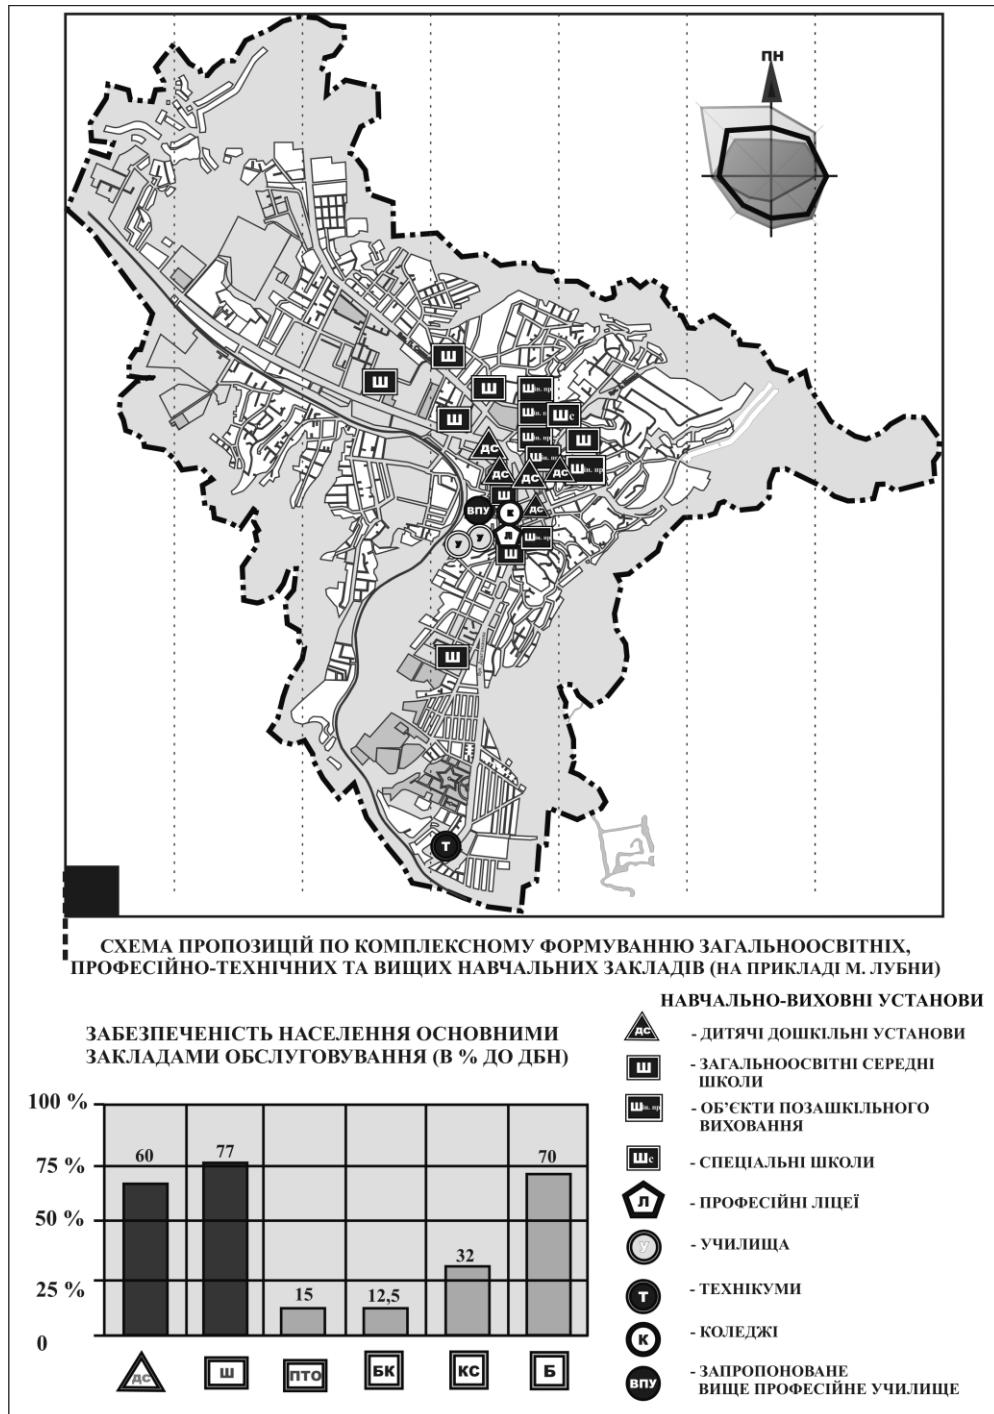 ПН
Ш
Ш
Ш
Ш
Шс
Ш
ДС
ДС
ДС
ДС
Ш
ВПУ
К
ДС
У
У
Л
Ш
Ш
Т
СХЕМА ПРОПОЗИЦІЙ ПО КОМПЛЕКСНОМУ ФОРМУВАННЮ ЗАГАЛЬНООСВІТНІХ,
ПРОФЕСІЙНО-ТЕХНІЧНИХ ТА ВИЩИХ НАВЧАЛЬНИХ ЗАКЛАДІВ (НА ПРИКЛАДІ М. ЛУБНИ)
ЗАБЕЗПЕЧЕНІСТЬ НАСЕЛЕННЯ ОСНОВНИМИ
ЗАКЛАДАМИ ОБСЛУГОВУВАННЯ (В % ДО ДБН)
100 %
75 %
50 %
25 %
0
60
77
15
12,5
32
70
ДС
Ш
ПТО
БК
КС
Б
НАВЧАЛЬНО-ВИХОВНІ УСТАНОВИ
ДС - ДИТЯЧІ ДОШКІЛЬНІ УСТАНОВИ
Ш - ЗАГАЛЬНООСВІТНІ СЕРЕДНІ
ШКОЛИ
Шп. пр - ОБ’ЄКТИ ПОЗАШКІЛЬНОГО
ВИХОВАННЯ
Шс - СПЕЦІАЛЬНІ ШКОЛИ
Л - ПРОФЕСІЙНІ ЛІЦЕЇ
У - УЧИЛИЩА
Т - ТЕХНІКУМИ
К - КОЛЕДЖІ
ВПУ - ЗАПРОПОНОВАНЕ
ВИЩЕ ПРОФЕСІЙНЕ УЧИЛИЩЕ